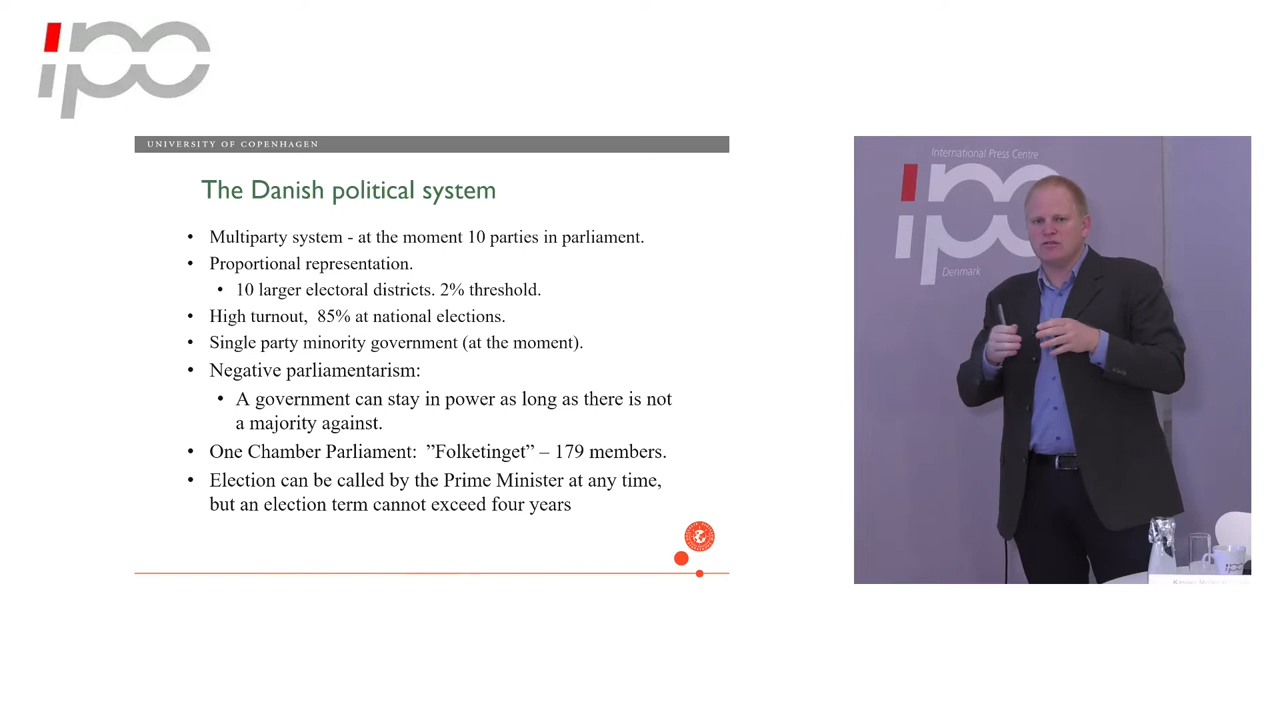 ipc
UNIVERSITY OF COPENHAGEN
The Danish political system
• Multiparty system - at the moment 10 parties in parliament.
• Proportional representation.
• 10 larger electoral districts. 2% threshold.
• High turnout, 85% at national elections.
• Single party minority government (at the moment).
• Negative parliamentarism:
• A government can stay in power as long as there is not
a majority against.
• One Chamber Parliament: ”Folketinget” – 179 members.
• Election can be called by the Prime Minister at any time,
but an election term cannot exceed four years
International Press Centre
ipc
Denmark
ipc